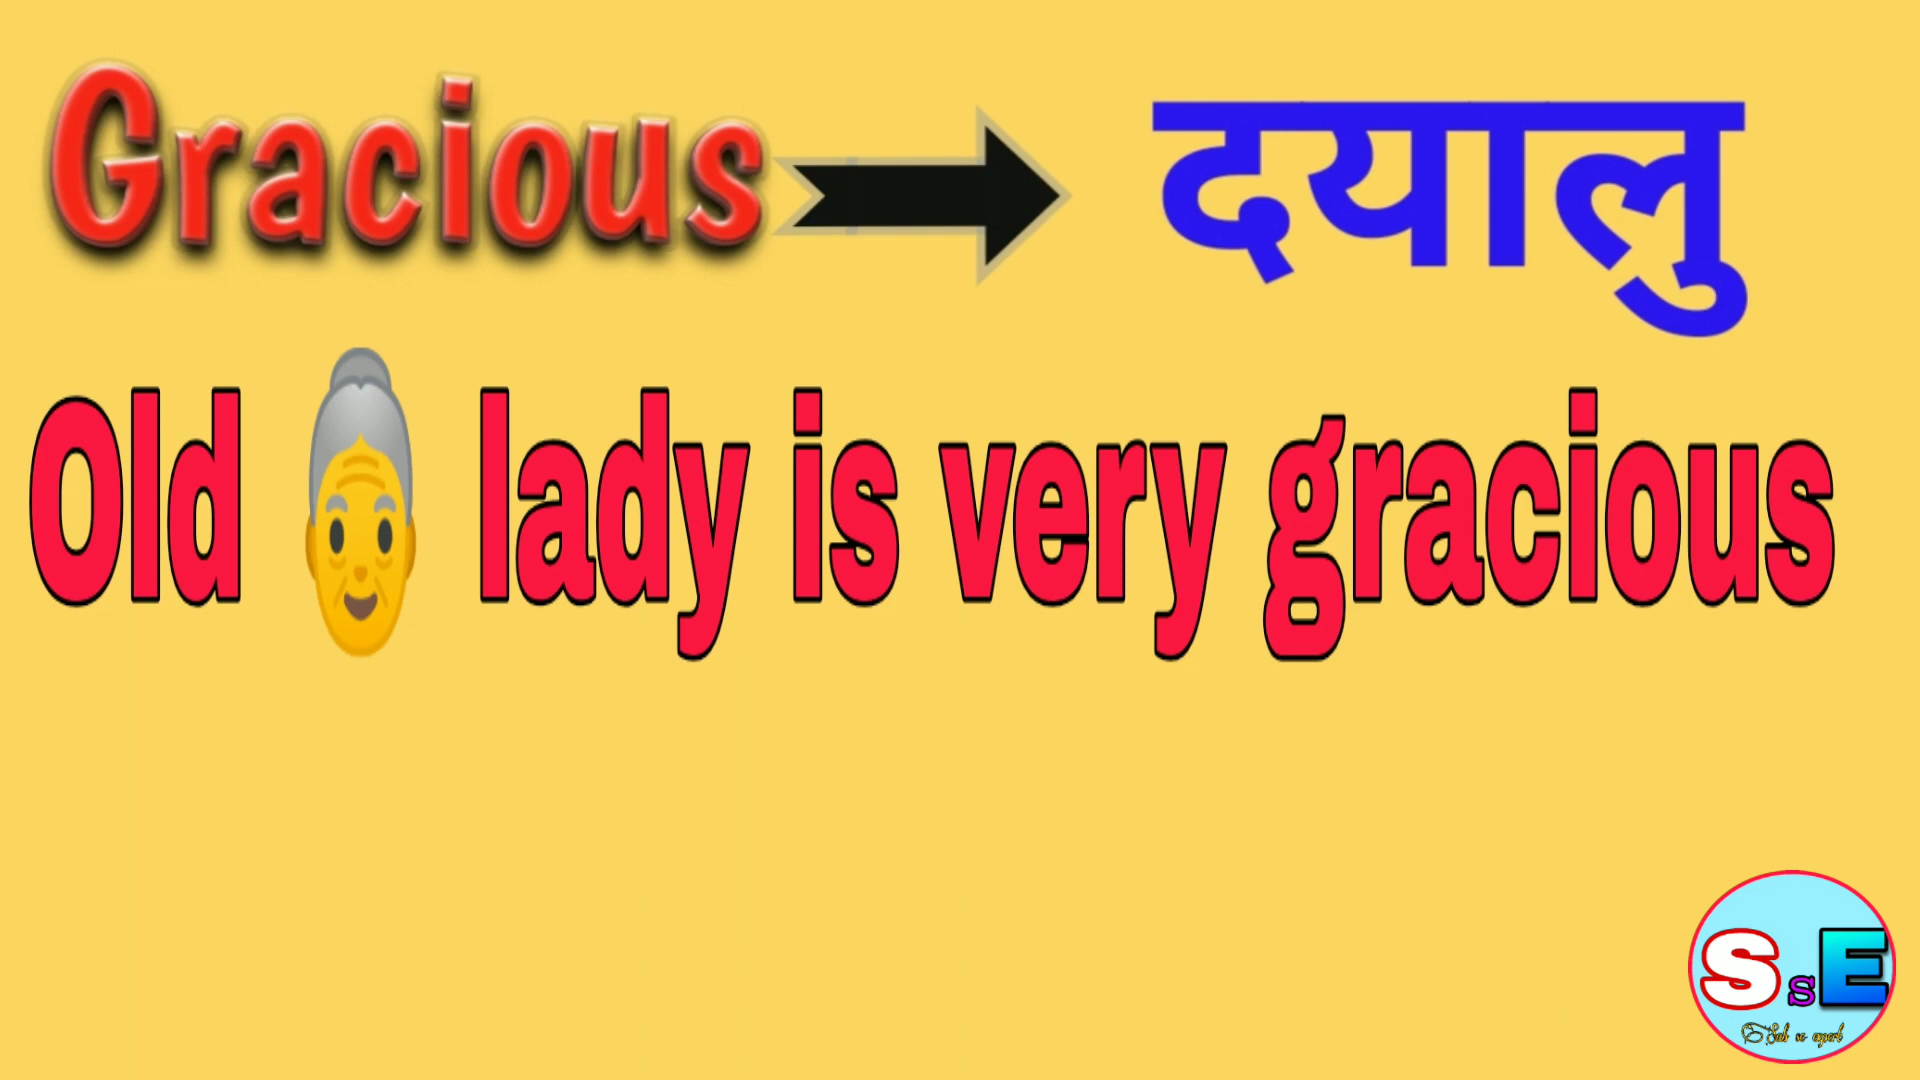 Gracious दयालु
Old 👵 lady is very gracious
SsE